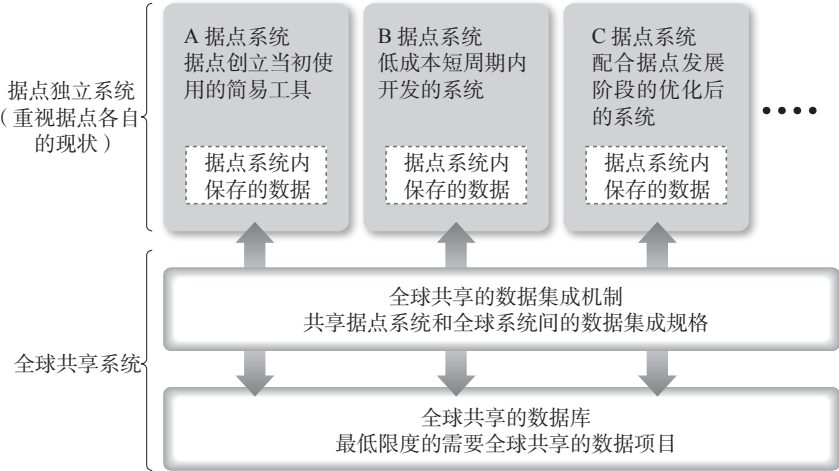 据点独立系统
（重视据点各自
的现状）
A 据点系统
据点创立当初使
用的简易工具
据点系统内
保存的数据
B 据点系统
低成本短周期内
开发的系统
据点系统内
保存的数据
C 据点系统
配合据点发展
阶段的优化后
的系统
据点系统内
保存的数据
全球共享系统
全球共享的数据集成机制
共享据点系统和全球系统间的数据集成规格
全球共享的数据库
最低限度的需要全球共享的数据项目